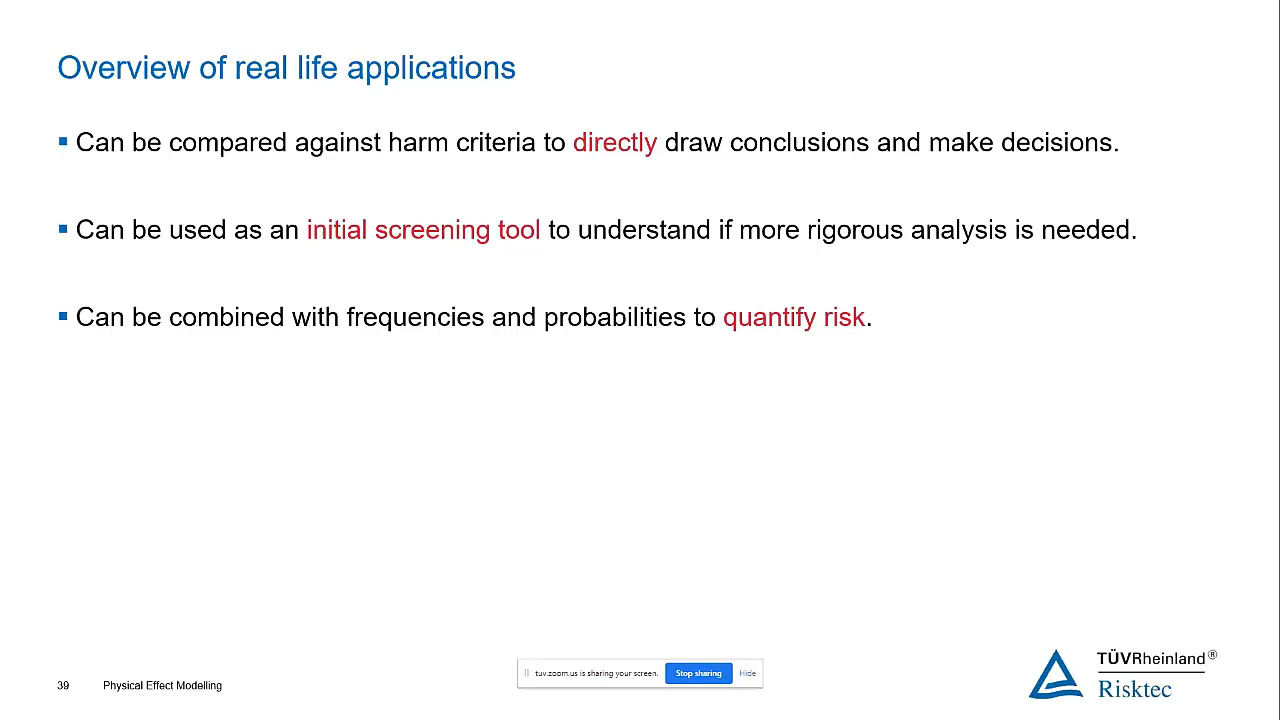 Overview of real life applications
▪ Can be compared against harm criteria to directly draw conclusions and make decisions.
▪ Can be used as an initial screening tool to understand if more rigorous analysis is needed.
▪ Can be combined with frequencies and probabilities to quantify risk.
39 Physical Effect Modelling
tuv.zoom.us is sharing your screen. Stop sharing Hide
TÜVRheinland®
Risktec